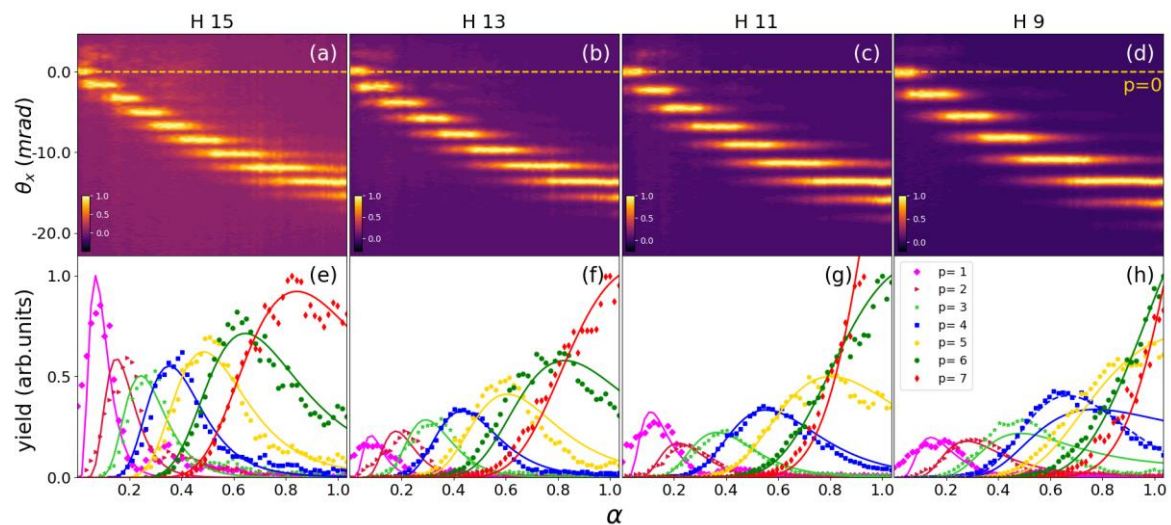 H 15
H 13
H 11
H 9
(a)
(b)
(c)
(d)
0.0
-10.0
-20.0
θx (mrad)
p=0
1.0
0.5
0.0
1.0
0.5
0.0
1.0
0.5
0.0
1.0
0.5
0.0
(e)
(f)
(g)
(h)
1.0
0.5
0.0
yield (arb.units)
p= 1
p= 2
p= 3
p= 4
p= 5
p= 6
p= 7
0.2 0.4 0.6 0.8 1.0
0.2 0.4 0.6 0.8 1.0
0.2 0.4 0.6 0.8 1.0
0.2 0.4 0.6 0.8 1.0
α